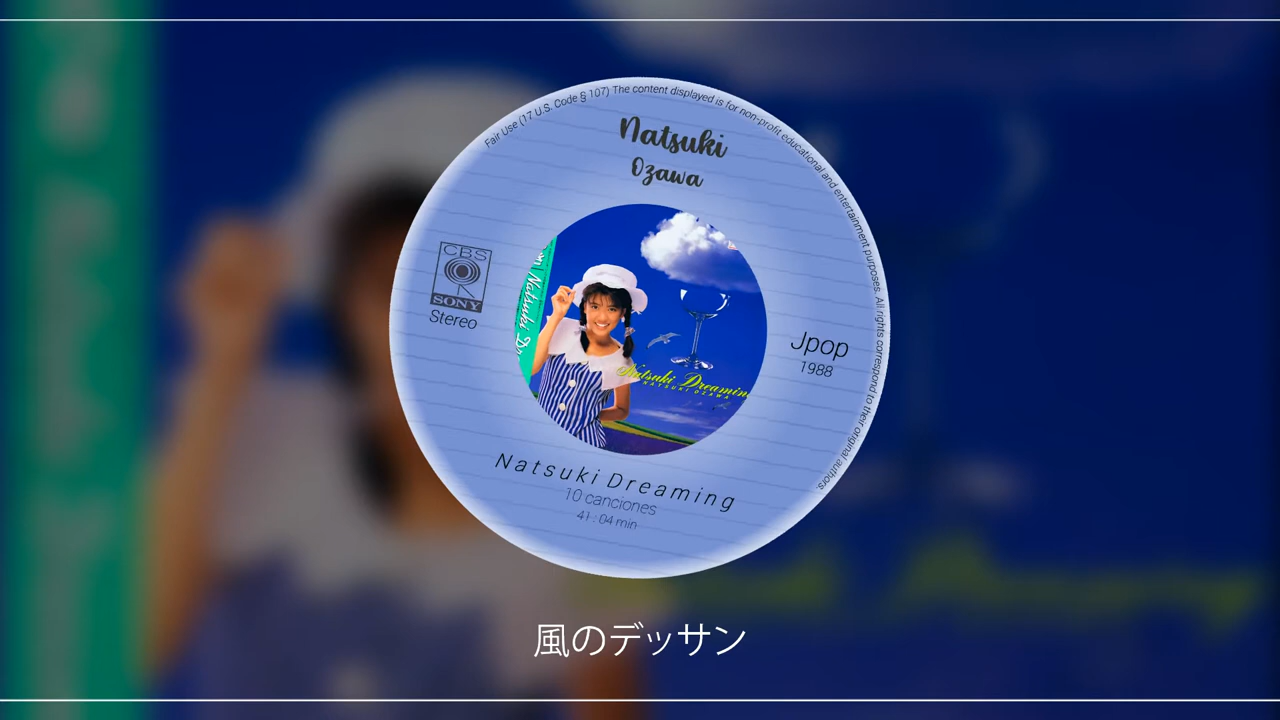 Fair Use (17 U.S. Code § 107) The content displayed is for non-profit educational and entertainment purposes. All rights correspond to ther original authors.
Natsuki
Ozawa
CBS
SONY
Stereo
Natsuki Dreamin
NATSUKI OZAWA
Jpop
1988
Natsuki Dreaming
10 canciones
41 : 04 min
風のデッサン